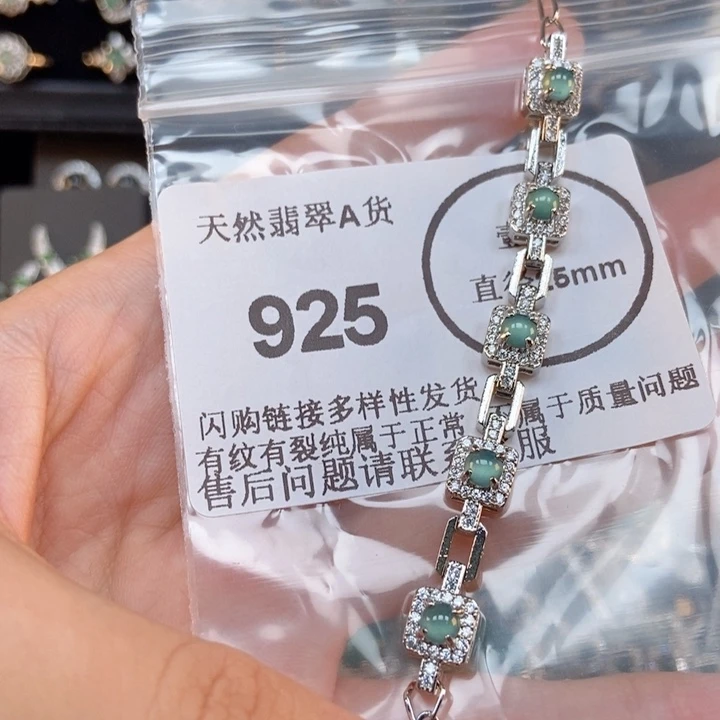 天然翡翠A货
925
5mm
闪购链接多样性发货
有纹有裂纯属于正常 属于质量问题
售后问题请联 服